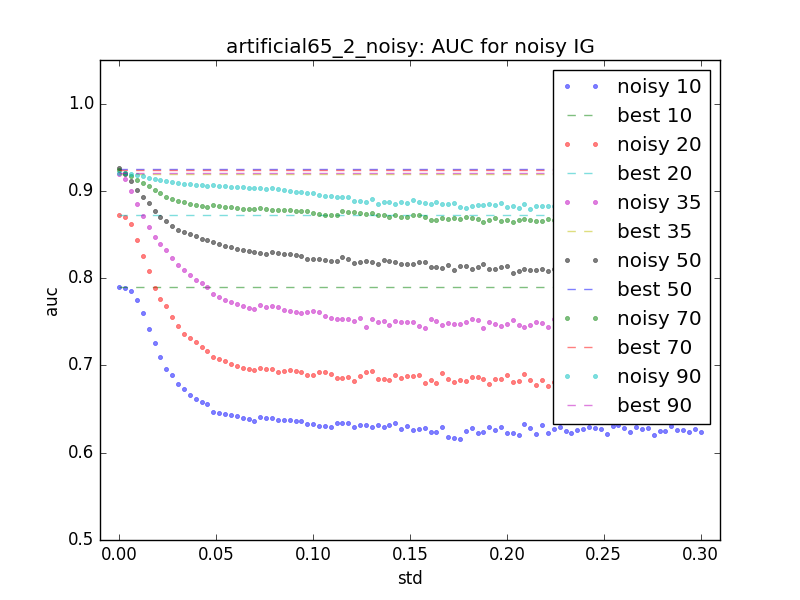 artificial65_2_noisy: AUC for noisy IG
noisy 10
best 10
noisy 20
best 20
noisy 35
best 35
noisy 50
best 50
noisy 70
best 70
noisy 90
best 90
1.0
0.9
0.8
0.7
0.6
0.5
auc
0.00 0.05 0.10 0.15 0.20 0.25 0.30
std